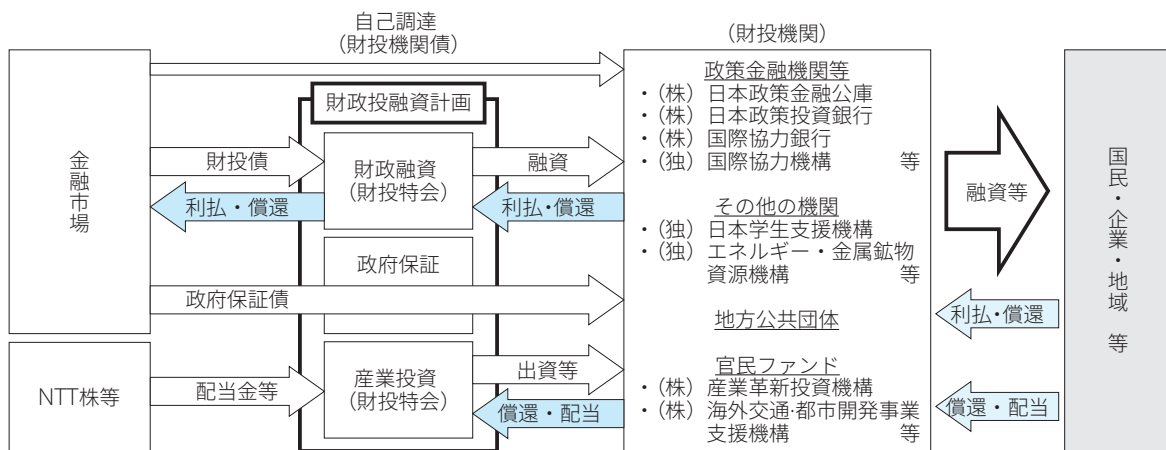 自己調達
（財投機関債）
（財投機関）
財政投融資計画
金融市場
財投債
利払・償還
財政融資
（財投特会）
融資
利払・償還
政府保証
政府保証債
NTT株等
配当金等
産業投資
（財投特会）
出資等
償還・配当
政策金融機関等
・（株）日本政策金融公庫
・（株）日本政策投資銀行
・（株）国際協力銀行
・（独）国際協力機構　等
その他の機関
・（独）日本学生支援機構
・（独）エネルギー・金属鉱物
資源機構　等
地方公共団体
官民ファンド
・（株）産業革新投資機構
・（株）海外交通･都市開発事業
支援機構　等
融資等
利払･償還
償還・配当
国民・企業・地域　等